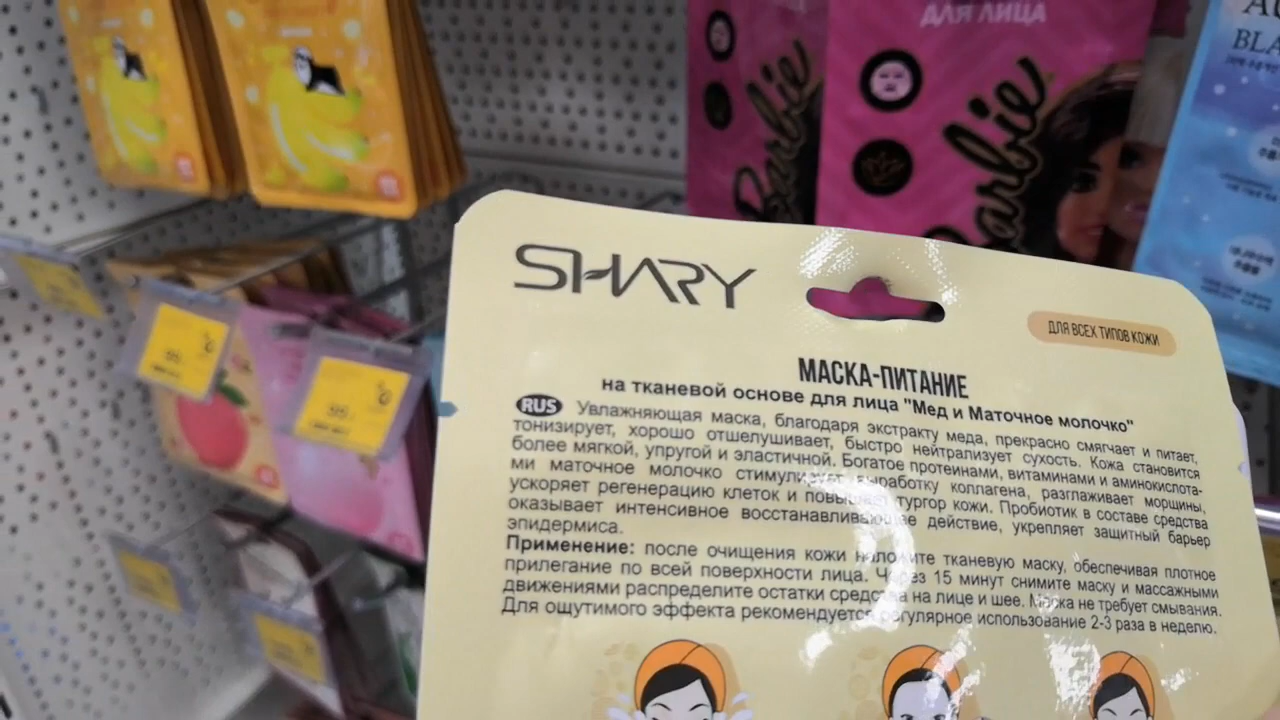 ДЛЯ ЛИЦА
Barbie
Barbie
SHARY
ДЛЯ ВСЕХ ТИПОВ КОЖИ
МАСКА-ПИТАНИЕ
на тканевой основе для лица "Мед и Маточное молочко"
RUS Увлажняющая маска, благодаря экстракту меда, прекрасно смягчает и питает,
тонизирует, хорошо отшелушивает, быстро нейтрализует сухость. Кожа становится
более мягкой, упругой и эластичной. Богатое протеинами, витаминами и аминокислота-
ми маточное молочко стимулирует выработку коллагена, разглаживает морщины,
ускоряет регенерацию клеток и повышает тургор кожи. Пробиотик в составе средства
оказывает интенсивное восстанавливающее действие, укрепляет защитный барьер
эпидермиса.
Применение: после очищения кожи наложите тканевую маску, обеспечивая плотное
прилегание по всей поверхности лица. Через 15 минут снимите маску и массажными
движениями распределите остатки средства на лице и шее. Маска не требует смывания.
Для ощутимого эффекта рекомендуется регулярное использование 2-3 раза в неделю.